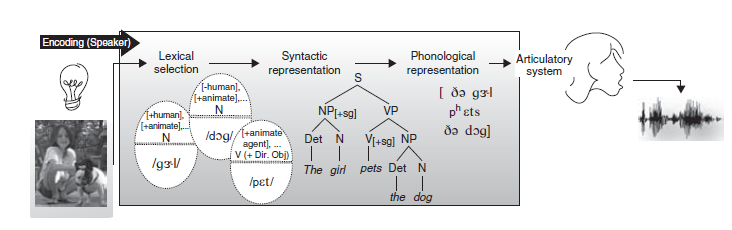 Encoding (Speaker)
Lexical
selection
Syntactic
representation
Phonological
representation
Articulatory
system
[+human],
[+animate],...
N
/gɝl/
[-human],
[+animate],...
N
/dɔg/
[+animate
agent], ...
V (+ Dir. Obj)
/pɛt/
S
NP[+sg] VP
Det N V[+sg] NP
The girl pets Det N
the dog
[ ðə gɝl
pʰɛts
ðə dɔg]